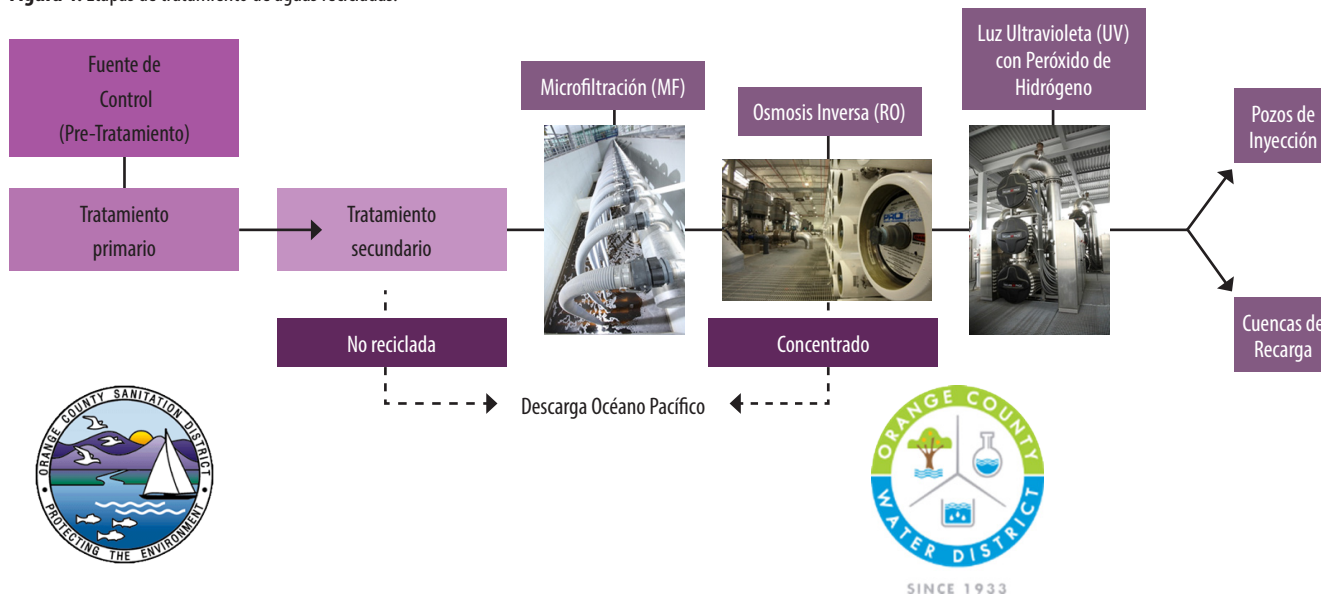 Fuente de
Control
(Pre-Tratamiento)
Tratamiento
primario
Tratamiento
secundario
Microfiltración (MF)
Osmosis Inversa (RO)
Luz Ultravioleta (UV)
con Peróxido de
Hidrógeno
Pozos de
Inyección
Cuencas de
Recarga
No reciclada
Concentrado
Descarga Océano Pacífico
ORANGE COUNTY SANITATION DISTRICT
PROTECTING THE ENVIRONMENT
ORANGE COUNTY
WATER DISTRICT
SINCE 1933